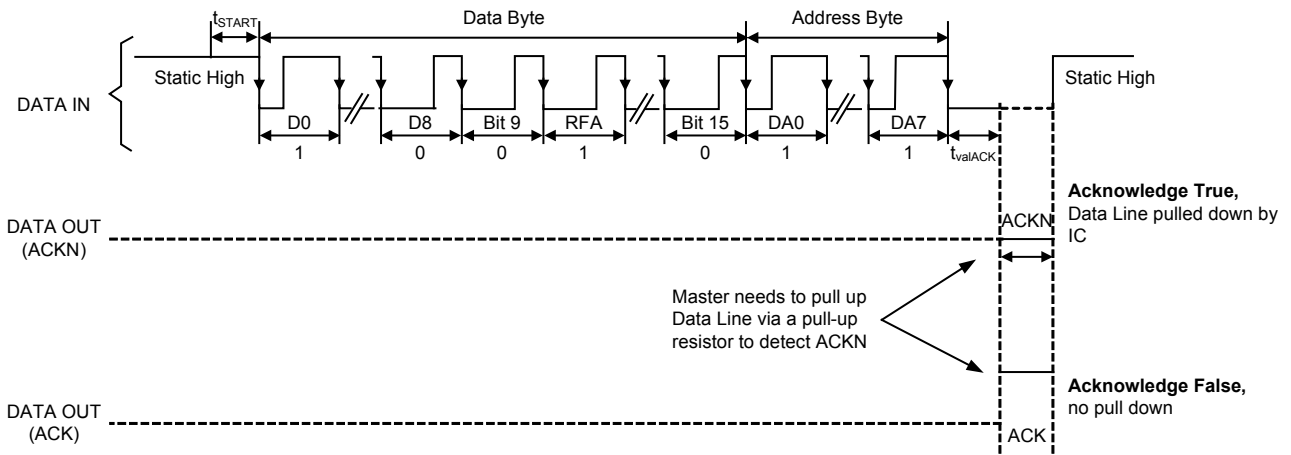 tSTART
Data Byte
Address Byte
DATA IN
Static High
Static High
D0
D8
Bit 9
RFA
Bit 15
DA0
DA7
1
0
0
1
0
1
1
tvalACK
DATA OUT
(ACKN)
ACKN
Acknowledge True,
Data Line pulled down by
IC
Master needs to pull up
Data Line via a pull-up
resistor to detect ACKN
DATA OUT
(ACK)
ACK
Acknowledge False,
no pull down